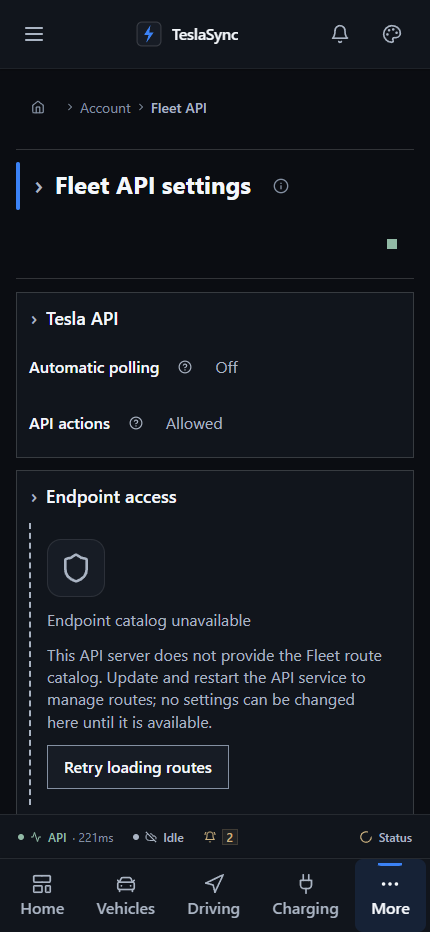 TeslaSync
Account
Fleet API
Fleet API settings
Tesla API
Automatic polling Off
API actions Allowed
Endpoint access
Endpoint catalog unavailable
This API server does not provide the Fleet route
catalog. Update and restart the API service to
manage routes; no settings can be changed
here until it is available.
Retry loading routes
API · 221ms Idle 2 Status
Home Vehicles Driving Charging More